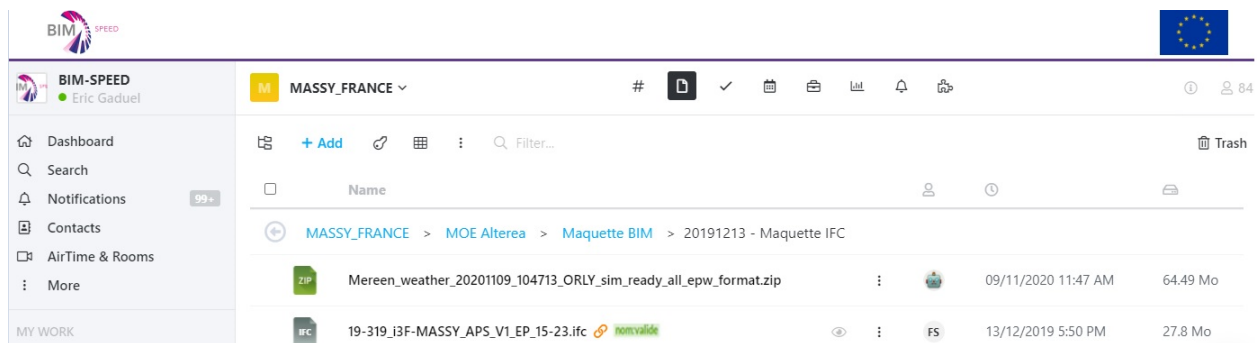 BIM SPEED
BIM-SPEED
Eric Gaduel
M MASSY_FRANCE
84
Dashboard
Search
Notifications 99+
Contacts
AirTime & Rooms
More
MY WORK
+ Add
Filter...
Trash
Name
MASSY_FRANCE > MOE Alterea > Maquette BIM > 20191213 - Maquette IFC
ZIP Mereen_weather_20201109_104713_ORLY_sim_ready_all_epw_format.zip 09/11/2020 11:47 AM 64.49 Mo
IFC 19-319_i3F-MASSY_APS_V1_EP_15-23.ifc nom:valide FS 13/12/2019 5:50 PM 27.8 Mo